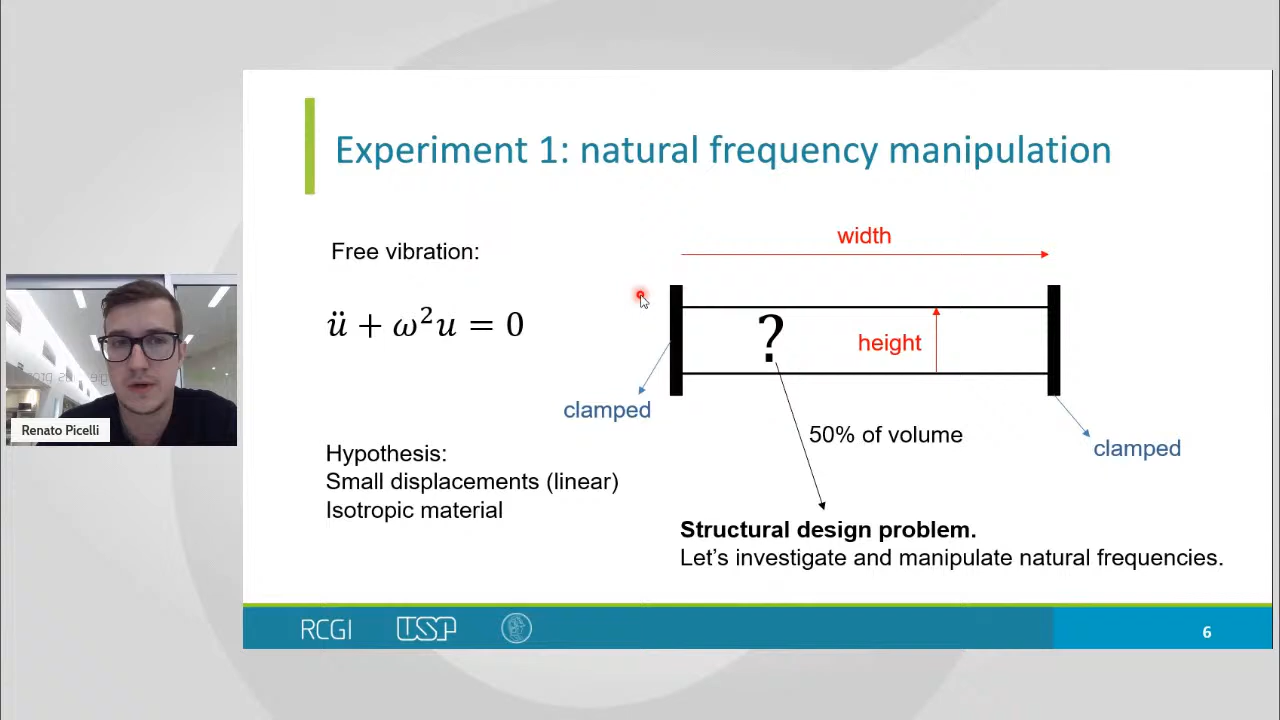 Experiment 1: natural frequency manipulation
Free vibration:
ü + ω²u = 0
Hypothesis:
Small displacements (linear)
Isotropic material
width
?
height
clamped
50% of volume
clamped
Structural design problem.
Let's investigate and manipulate natural frequencies.
Renato Picelli
RCGI
USP
6